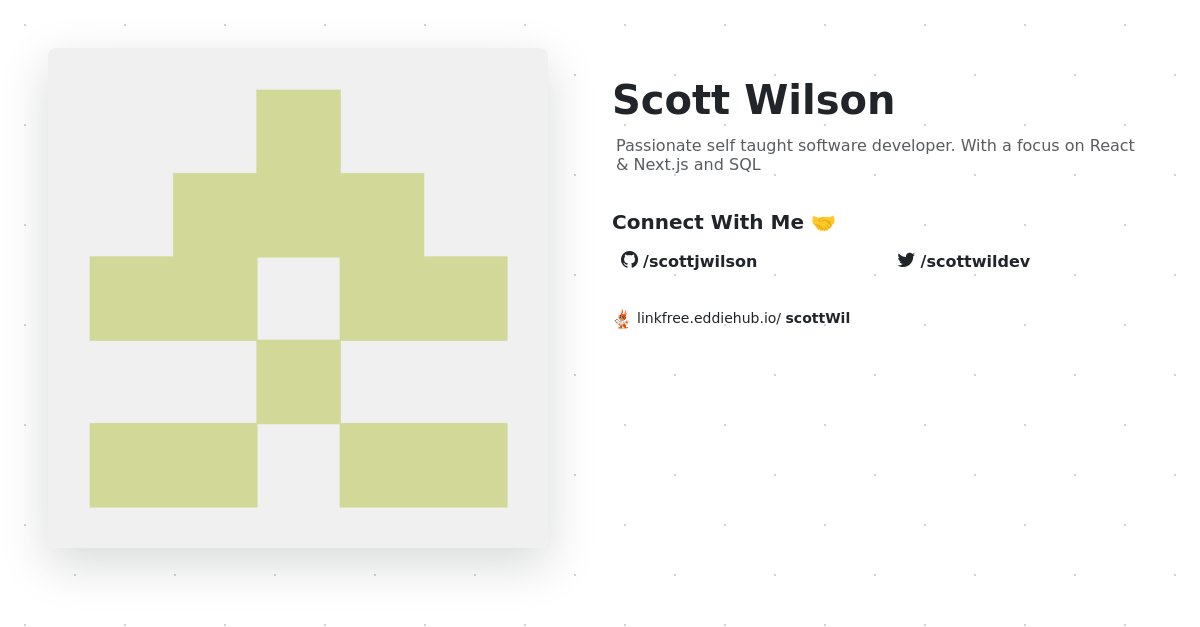 Scott Wilson
Passionate self taught software developer. With a focus on React
& Next.js and SQL
Connect With Me 🤝
/scottjwilson
/scottwildev
linkfree.eddiehub.io/ scottWil